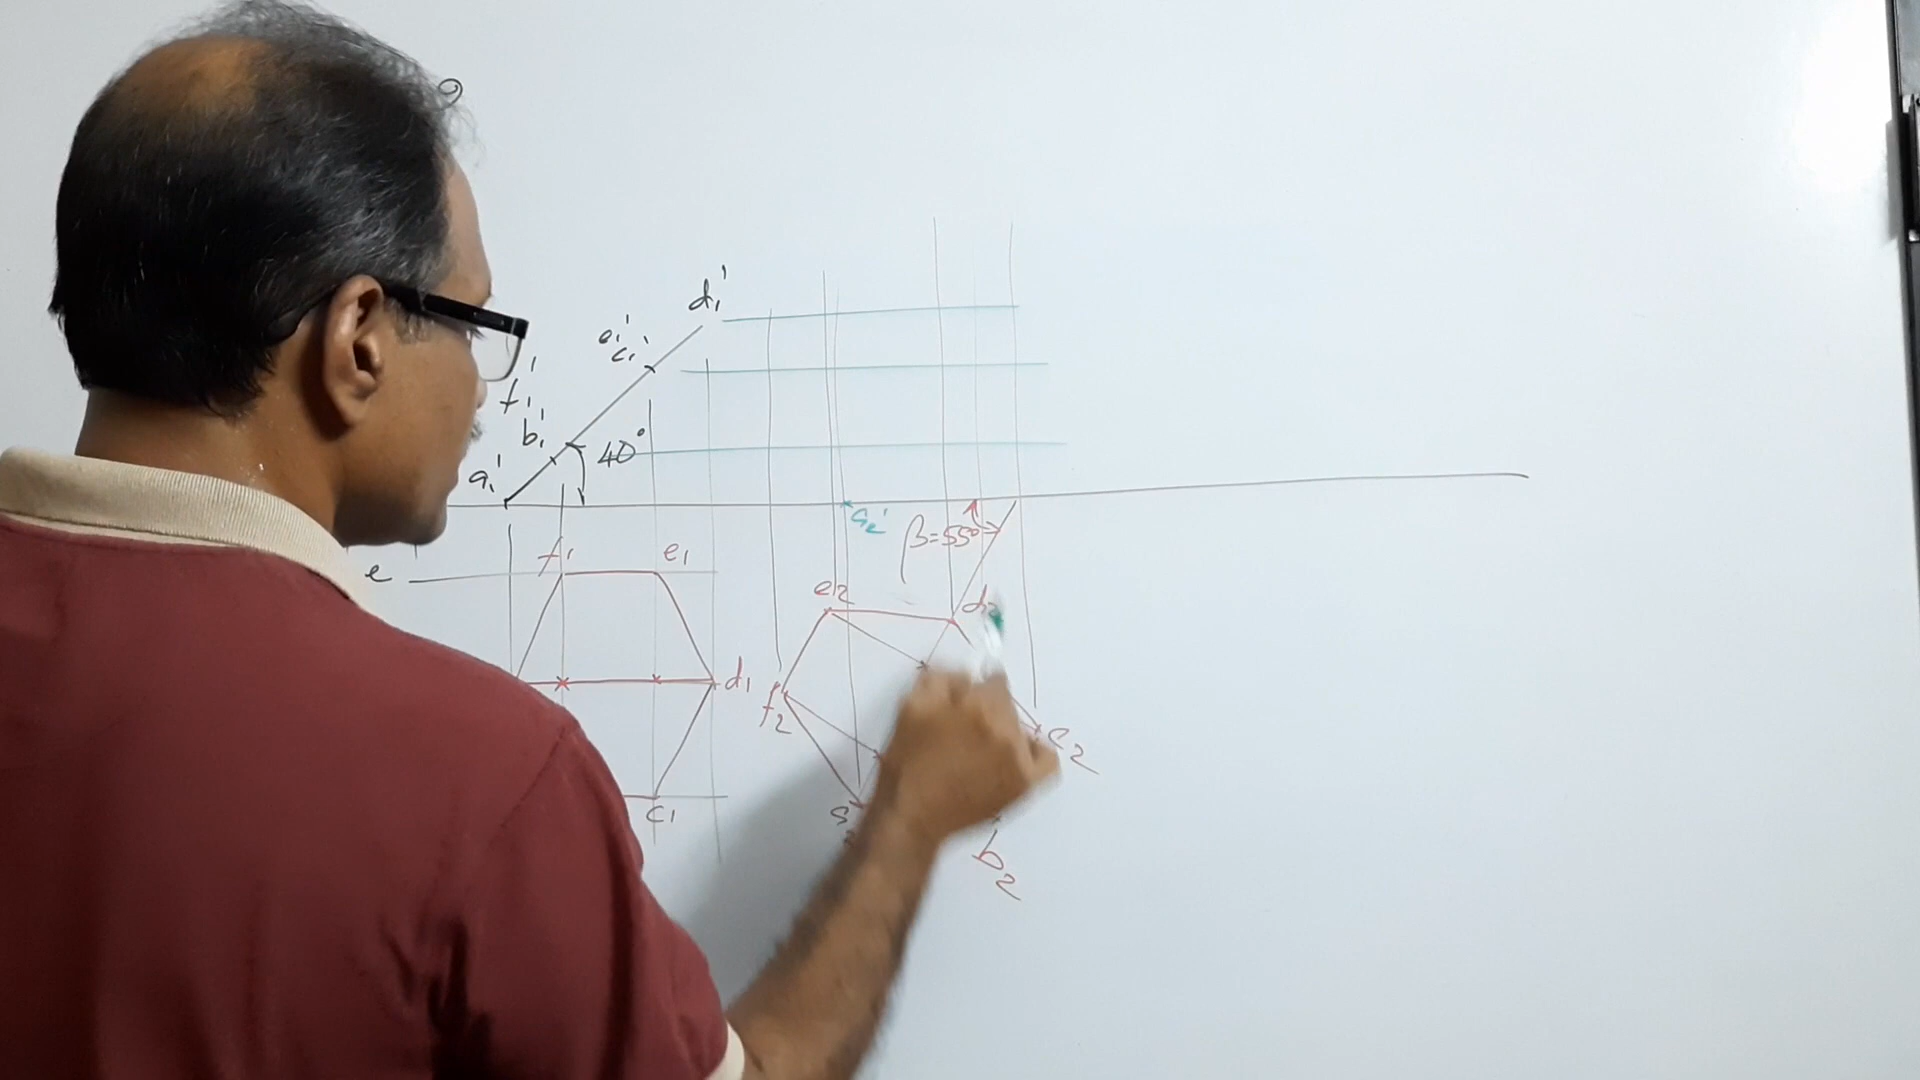 d₁'
e₁'
c₁'
f₁'
b₁'
40°
a₁'
a₂'
β=55°
f₁
e₁
e
e₂
d₂
d₁
f₂
c₂
c₁
b₂